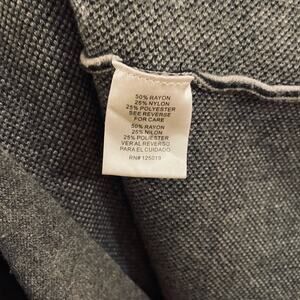 50% RAYON
25% NYLON
25% POLYESTER
SEE REVERSE
FOR CARE
50% RAYON
25% NILON
25% POLIESTER
VER AL REVERSO
PARA EL CUIDADO
RN# 125019